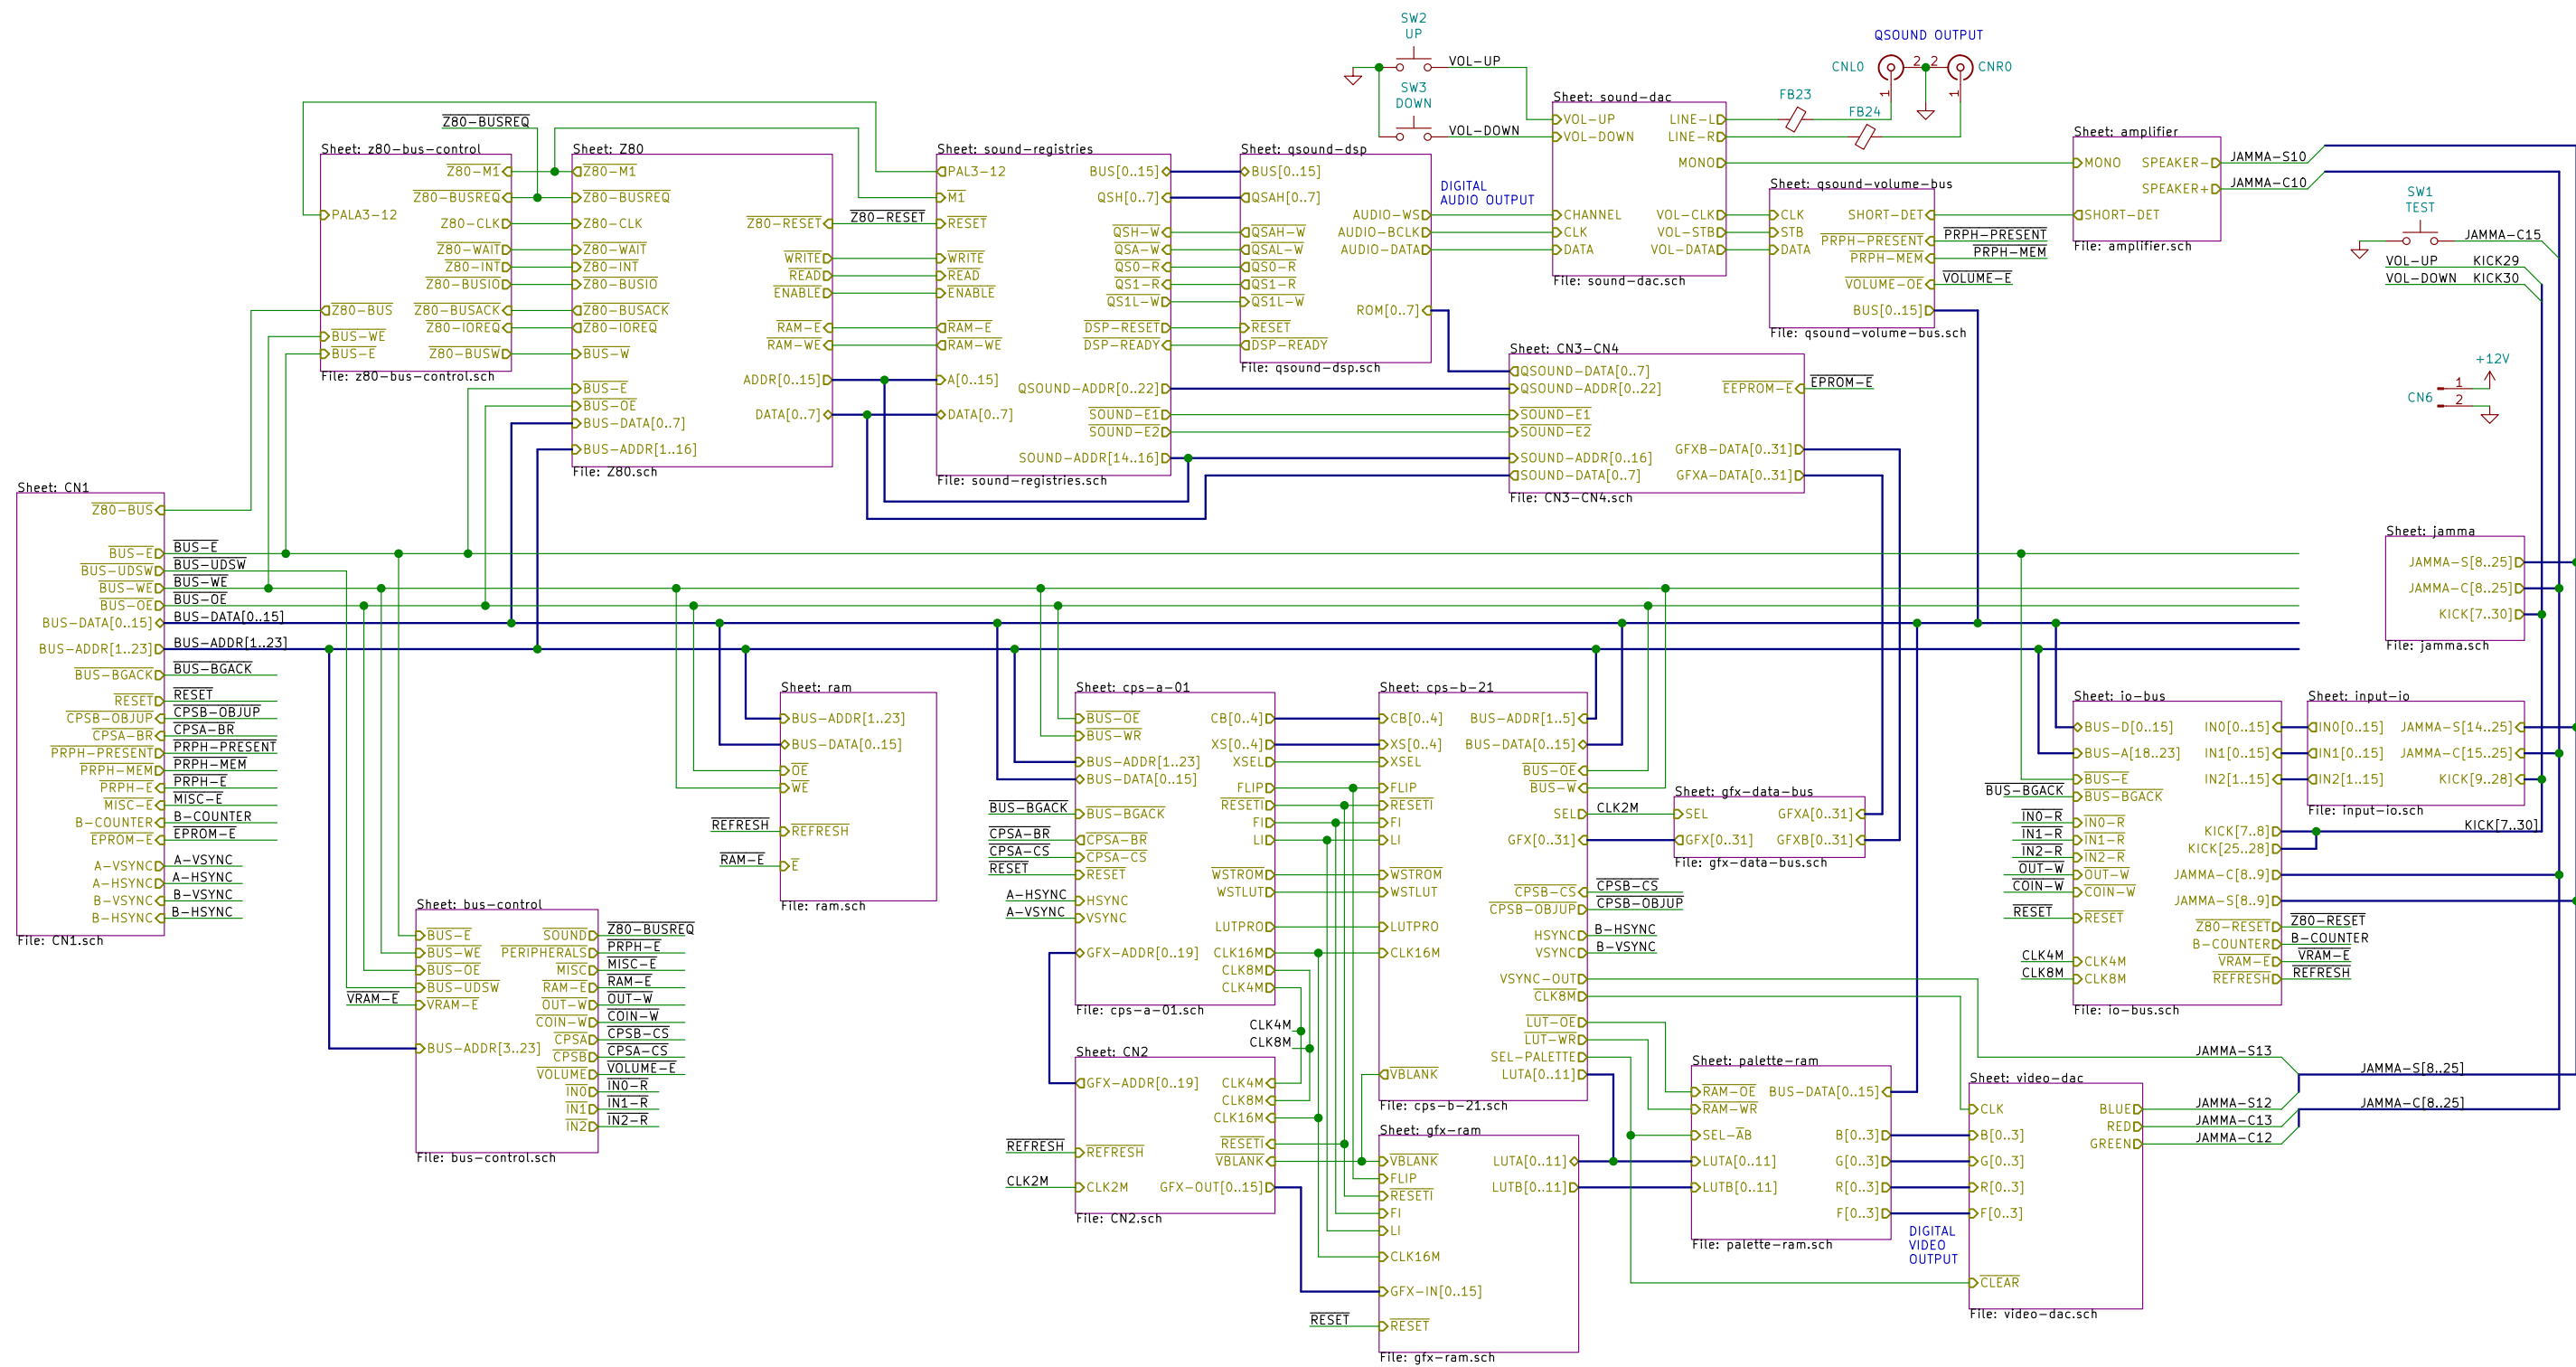 SW2
UP
VOL-UP
SW3
DOWN
VOL-DOWN
QSOUND OUTPUT
CNL0
2
2
CNR0
1
1
FB23
FB24
Sheet: z80-bus-control
Z80-BUSREQ
Z80-M1
Z80-BUSREQ
PALA3-12
Z80-CLK
Z80-WAIT
Z80-INT
Z80-BUSIO
Z80-BUS
Z80-BUSACK
Z80-IOREQ
BUS-WE
BUS-E
Z80-BUSW
File: z80-bus-control.sch
Sheet: Z80
Z80-M1
Z80-BUSREQ
Z80-CLK
Z80-WAIT
Z80-INT
Z80-BUSIO
Z80-BUSACK
Z80-IOREQ
BUS-W
BUS-E
BUS-OE
BUS-DATA[0..7]
BUS-ADDR[1..16]
Z80-RESET
WRITE
READ
ENABLE
RAM-E
RAM-WE
ADDR[0..15]
DATA[0..7]
File: Z80.sch
Z80-RESET
Sheet: sound-registries
PAL3-12
M1
RESET
WRITE
READ
ENABLE
RAM-E
RAM-WE
A[0..15]
DATA[0..7]
BUS[0..15]
QSH[0..7]
QSH-W
QSA-W
QS0-R
QS1-R
QS1L-W
DSP-RESET
DSP-READY
QSOUND-ADDR[0..22]
SOUND-E1
SOUND-E2
SOUND-ADDR[14..16]
File: sound-registries.sch
Sheet: qsound-dsp
BUS[0..15]
QSAH[0..7]
QSAH-W
QSAL-W
QS0-R
QS1-R
QS1L-W
RESET
DSP-READY
AUDIO-WS
AUDIO-BCLK
AUDIO-DATA
ROM[0..7]
File: qsound-dsp.sch
DIGITAL
AUDIO OUTPUT
Sheet: sound-dac
VOL-UP
VOL-DOWN
CHANNEL
CLK
DATA
LINE-L
LINE-R
MONO
VOL-CLK
VOL-STB
VOL-DATA
File: sound-dac.sch
Sheet: qsound-volume-bus
CLK
STB
DATA
SHORT-DET
PRPH-PRESENT
PRPH-MEM
VOLUME-OE
BUS[0..15]
File: qsound-volume-bus.sch
PRPH-PRESENT
PRPH-MEM
VOLUME-E
Sheet: amplifier
MONO
SHORT-DET
SPEAKER-
SPEAKER+
File: amplifier.sch
JAMMA-S10
JAMMA-C10
SW1
TEST
JAMMA-C15
VOL-UP KICK29
VOL-DOWN KICK30
+12V
CN6
1
2
Sheet: CN3-CN4
QSOUND-DATA[0..7]
QSOUND-ADDR[0..22]
SOUND-E1
SOUND-E2
SOUND-ADDR[0..16]
SOUND-DATA[0..7]
EEPROM-E
GFXB-DATA[0..31]
GFXA-DATA[0..31]
File: CN3-CN4.sch
EPROM-E
Sheet: CN1
Z80-BUS
BUS-E
BUS-UDSW
BUS-WE
BUS-OE
BUS-DATA[0..15]
BUS-ADDR[1..23]
BUS-BGACK
RESET
CPSB-OBJUP
CPSA-BR
PRPH-PRESENT
PRPH-MEM
PRPH-E
MISC-E
B-COUNTER
EPROM-E
A-VSYNC
A-HSYNC
B-VSYNC
B-HSYNC
File: CN1.sch
BUS-E
BUS-UDSW
BUS-WE
BUS-OE
BUS-DATA[0..15]
BUS-ADDR[1..23]
BUS-BGACK
RESET
CPSB-OBJUP
CPSA-BR
PRPH-PRESENT
PRPH-MEM
PRPH-E
MISC-E
B-COUNTER
EPROM-E
A-VSYNC
A-HSYNC
B-VSYNC
B-HSYNC
Sheet: jamma
JAMMA-S[8..25]
JAMMA-C[8..25]
KICK[7..30]
File: jamma.sch
Sheet: bus-control
BUS-E
BUS-WE
BUS-OE
BUS-UDSW
VRAM-E
BUS-ADDR[3..23]
SOUND
PERIPHERALS
MISC
RAM-E
OUT-W
COIN-W
CPSA
CPSB
VOLUME
IN0
IN1
IN2
File: bus-control.sch
VRAM-E
Z80-BUSREQ
PRPH-E
MISC-E
RAM-E
OUT-W
COIN-W
CPSB-CS
CPSA-CS
VOLUME-E
IN0-R
IN1-R
IN2-R
Sheet: ram
BUS-ADDR[1..23]
BUS-DATA[0..15]
OE
WE
REFRESH
E
File: ram.sch
REFRESH
RAM-E
Sheet: cps-a-01
BUS-OE
BUS-WR
BUS-ADDR[1..23]
BUS-DATA[0..15]
BUS-BGACK
CPSA-BR
CPSA-CS
RESET
HSYNC
VSYNC
GFX-ADDR[0..19]
CB[0..4]
XS[0..4]
XSEL
FLIP
RESETI
FI
LI
WSTROM
WSTLUT
LUTPRO
CLK16M
CLK8M
CLK4M
File: cps-a-01.sch
BUS-BGACK
CPSA-BR
CPSA-CS
RESET
A-HSYNC
A-VSYNC
CLK4M
CLK8M
Sheet: CN2
GFX-ADDR[0..19]
REFRESH
CLK2M
CLK4M
CLK8M
CLK16M
RESETI
VBLANK
GFX-OUT[0..15]
File: CN2.sch
REFRESH
CLK2M
Sheet: cps-b-21
CB[0..4]
XS[0..4]
XSEL
FLIP
RESETI
FI
LI
WSTROM
WSTLUT
LUTPRO
CLK16M
VBLANK
BUS-ADDR[1..5]
BUS-DATA[0..15]
BUS-OE
BUS-W
SEL
GFX[0..31]
CPSB-CS
CPSB-OBJUP
HSYNC
VSYNC
VSYNC-OUT
CLK8M
LUT-OE
LUT-WR
SEL-PALETTE
LUTA[0..11]
File: cps-b-21.sch
CLK2M
CPSB-CS
CPSB-OBJUP
B-HSYNC
B-VSYNC
Sheet: gfx-data-bus
SEL
GFX[0..31]
GFXA[0..31]
GFXB[0..31]
File: gfx-data-bus.sch
Sheet: gfx-ram
VBLANK
FLIP
RESETI
FI
LI
CLK16M
GFX-IN[0..15]
RESET
LUTA[0..11]
LUTB[0..11]
File: gfx-ram.sch
RESET
Sheet: palette-ram
RAM-OE
RAM-WR
SEL-AB
LUTA[0..11]
LUTB[0..11]
BUS-DATA[0..15]
B[0..3]
G[0..3]
R[0..3]
F[0..3]
File: palette-ram.sch
DIGITAL
VIDEO
OUTPUT
Sheet: video-dac
CLK
B[0..3]
G[0..3]
R[0..3]
F[0..3]
CLEAR
BLUE
RED
GREEN
File: video-dac.sch
JAMMA-S13
JAMMA-S12
JAMMA-C13
JAMMA-C12
JAMMA-S[8..25]
JAMMA-C[8..25]
Sheet: io-bus
BUS-D[0..15]
BUS-A[18..23]
BUS-E
BUS-BGACK
IN0-R
IN1-R
IN2-R
OUT-W
COIN-W
RESET
CLK4M
CLK8M
IN0[0..15]
IN1[0..15]
IN2[1..15]
KICK[7..8]
KICK[25..28]
JAMMA-C[8..9]
JAMMA-S[8..9]
Z80-RESET
B-COUNTER
VRAM-E
REFRESH
File: io-bus.sch
BUS-BGACK
IN0-R
IN1-R
IN2-R
OUT-W
COIN-W
RESET
CLK4M
CLK8M
Z80-RESET
B-COUNTER
VRAM-E
REFRESH
Sheet: input-io
IN0[0..15]
IN1[0..15]
IN2[1..15]
JAMMA-S[14..25]
JAMMA-C[15..25]
KICK[9..28]
File: input-io.sch
KICK[7..30]